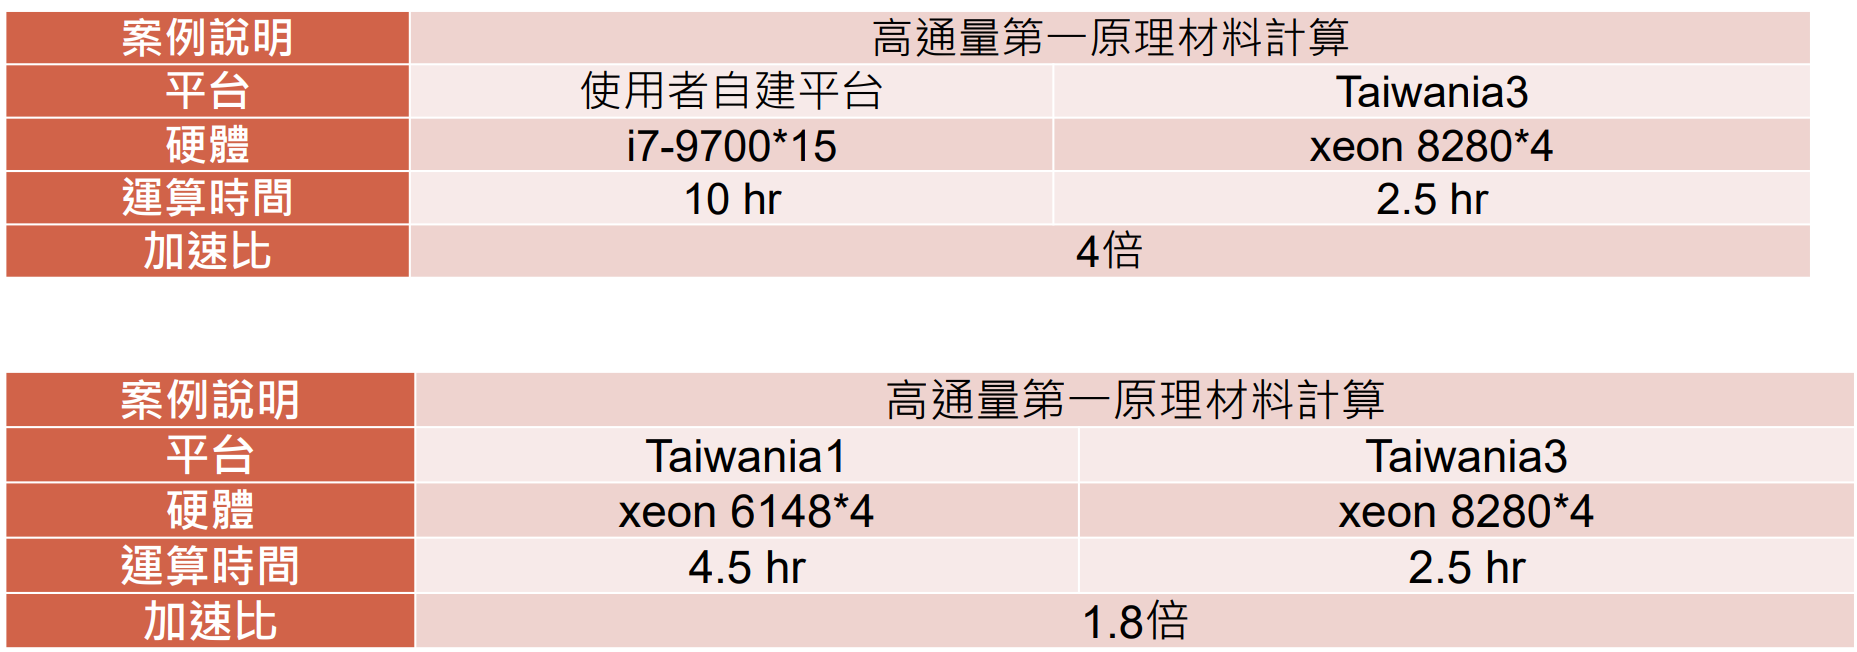 案例說明 高通量第一原理材料計算
平台 使用者自建平台 Taiwania3
硬體 i7-9700*15 xeon 8280*4
運算時間 10 hr 2.5 hr
加速比 4倍
案例說明 高通量第一原理材料計算
平台 Taiwania1 Taiwania3
硬體 xeon 6148*4 xeon 8280*4
運算時間 4.5 hr 2.5 hr
加速比 1.8倍